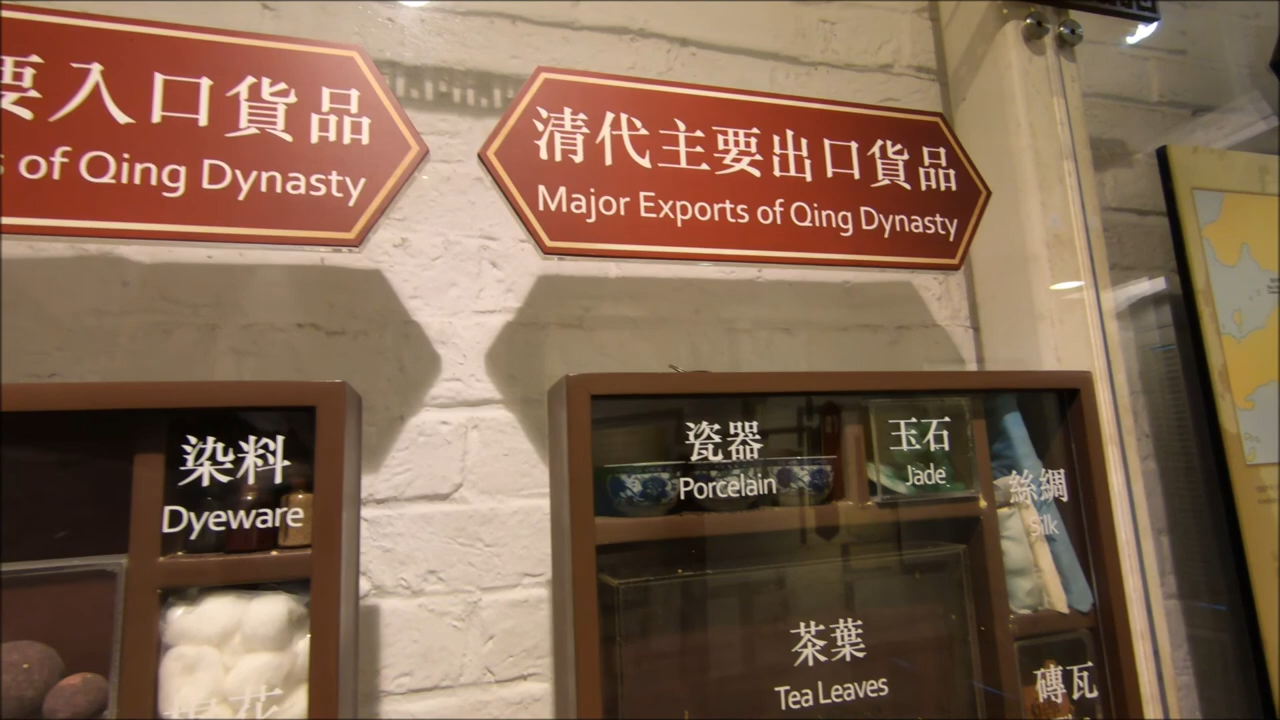 要入口貨品
of Qing Dynasty
清代主要出口貨品
Major Exports of Qing Dynasty
染料
Dyeware
瓷器
Porcelain
玉石
Jade
絲綢
Silk
茶葉
Tea Leaves
磚瓦